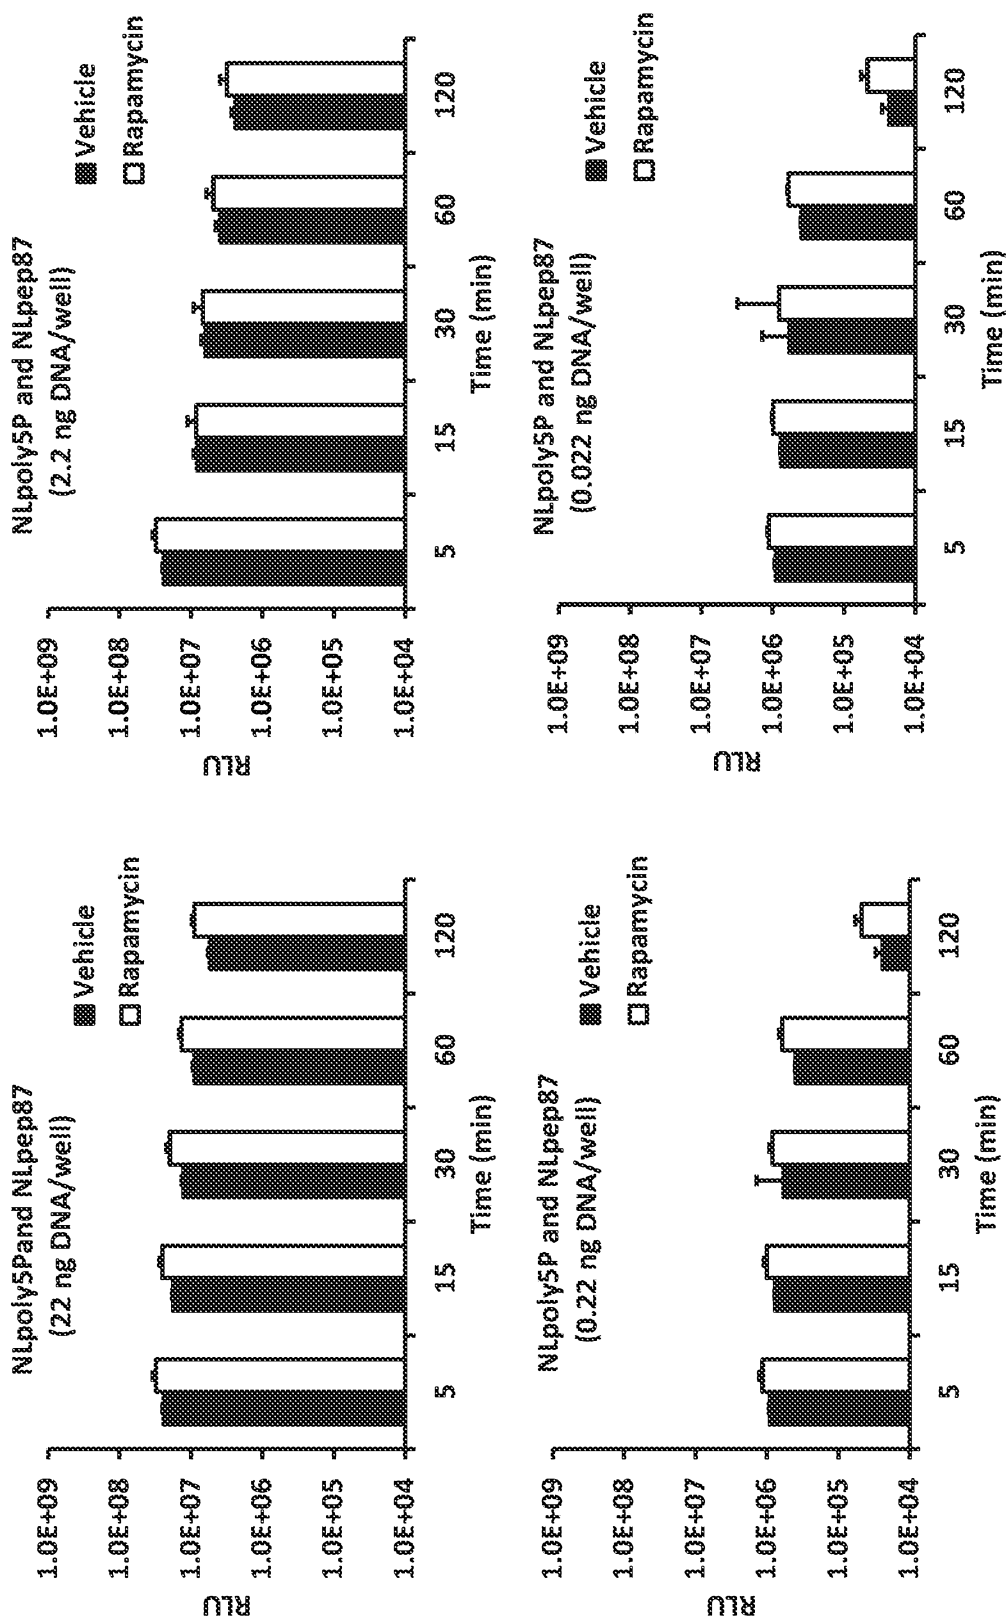 NLpoly5Pand NLpep87
(22 ng DNA/well)
Vehicle
Rapamycin
RLU
1.0E+09
1.0E+08
1.0E+07
1.0E+06
1.0E+05
1.0E+04
5 15 30 60 120
Time (min)
NLpoly5P and NLpep87
(2.2 ng DNA/well)
Vehicle
Rapamycin
RLU
1.0E+09
1.0E+08
1.0E+07
1.0E+06
1.0E+05
1.0E+04
5 15 30 60 120
Time (min)
NLpoly5P and NLpep87
(0.22 ng DNA/well)
Vehicle
Rapamycin
RLU
1.0E+09
1.0E+08
1.0E+07
1.0E+06
1.0E+05
1.0E+04
5 15 30 60 120
Time (min)
NLpoly5P and NLpep87
(0.022 ng DNA/well)
Vehicle
Rapamycin
RLU
1.0E+09
1.0E+08
1.0E+07
1.0E+06
1.0E+05
1.0E+04
5 15 30 60 120
Time (min)